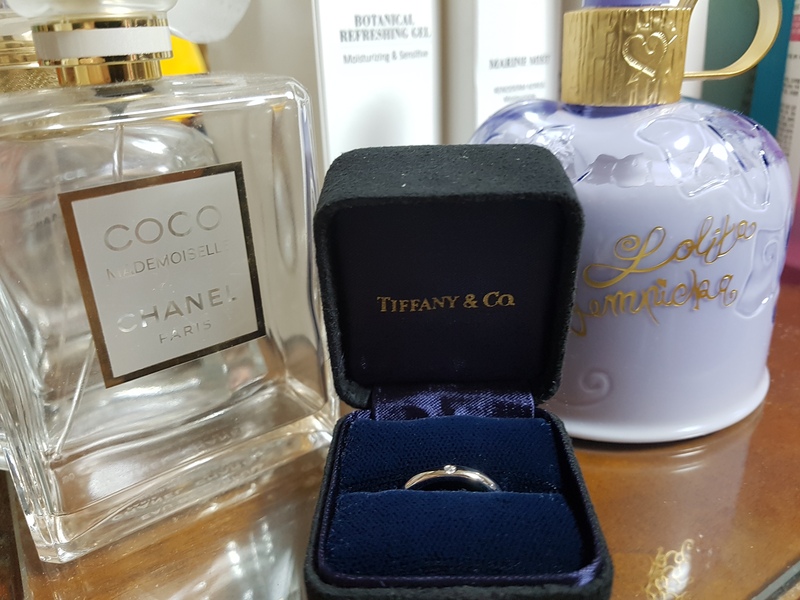 COCO
MADEMOISELLE
CHANEL
PARIS
BOTANICAL
REFRESHING GEL
Moisturizing & Sensitive
MARINE MIST
TIFFANY & CO.
Lolita
Lempicka